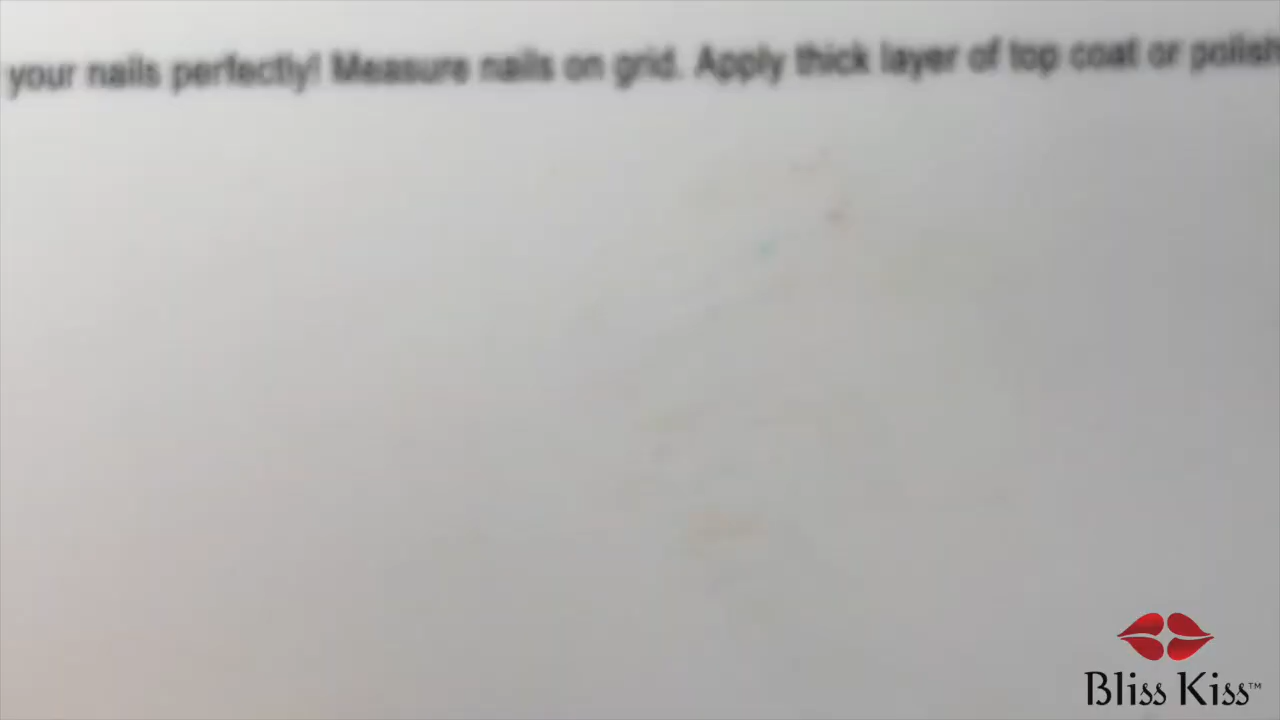 your nails perfectly! Measure nails on grid. Apply thick layer of top coat or polish
Bliss Kiss™